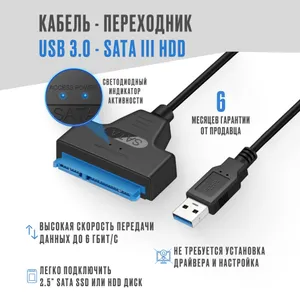 КАБЕЛЬ - ПЕРЕХОДНИК
USB 3.0 - SATA III HDD
СВЕТОДИОДНЫЙ
ИНДИКАТОР
АКТИВНОСТИ
6
МЕСЯЦЕВ ГАРАНТИИ
ОТ ПРОДАВЦА
ВЫСОКАЯ СКОРОСТЬ ПЕРЕДАЧИ
ДАННЫХ ДО 6 ГБИТ/С
НЕ ТРЕБУЕТСЯ УСТАНОВКА
ДРАЙВЕРА И НАСТРОЙКА
ЛЕГКО ПОДКЛЮЧИТЬ
2.5" SATA SSD ИЛИ HDD ДИСК